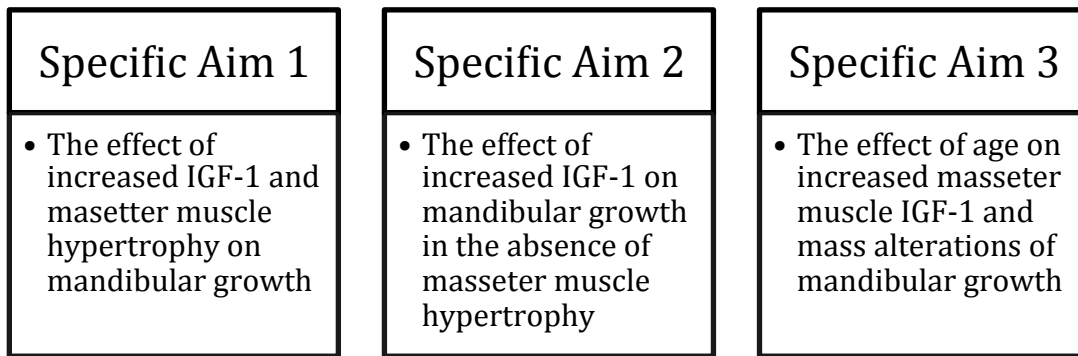 Specific Aim 1
• The effect of
increased IGF-1 and
masetter muscle
hypertrophy on
mandibular growth
Specific Aim 2
• The effect of
increased IGF-1 on
mandibular growth
in the absence of
masseter muscle
hypertrophy
Specific Aim 3
• The effect of age on
increased masseter
muscle IGF-1 and
mass alterations of
mandibular growth